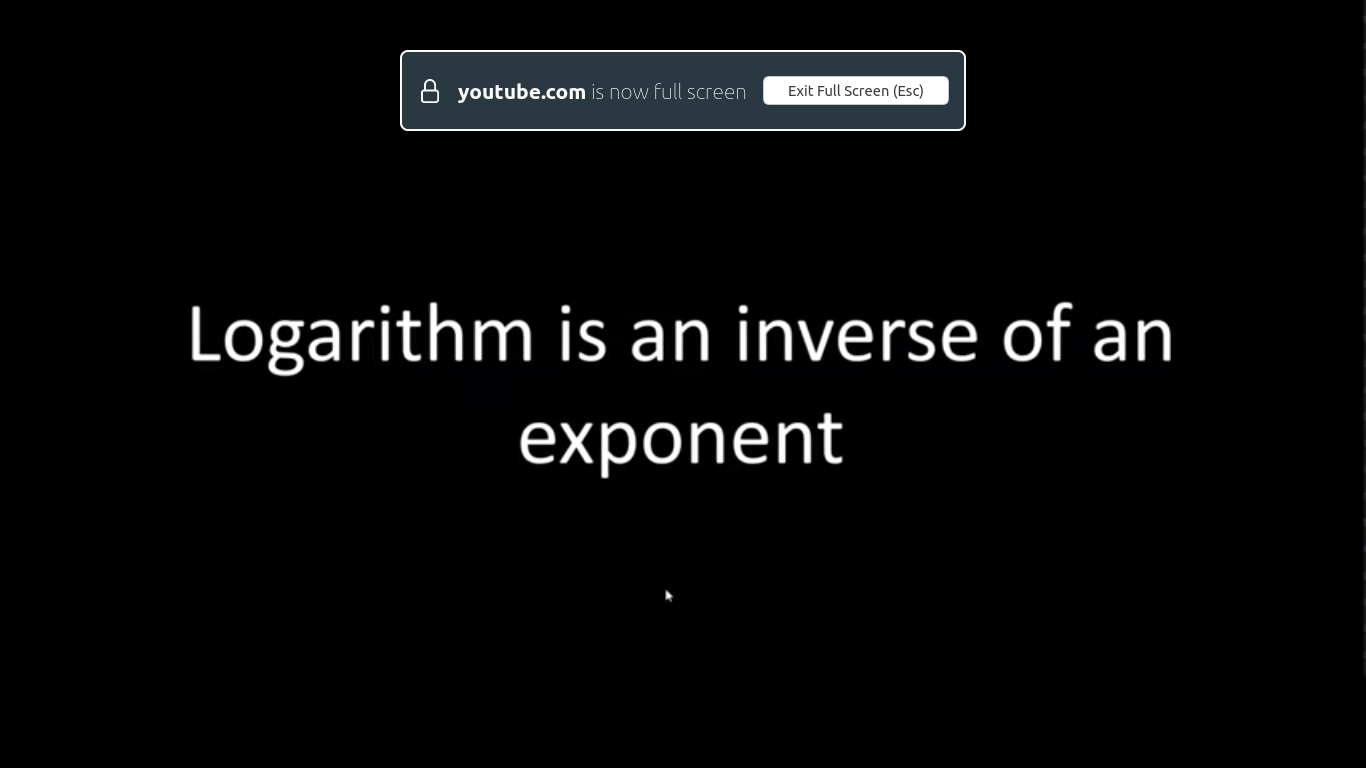 youtube.com is now full screen Exit Full Screen (Esc)
Logarithm is an inverse of an
exponent